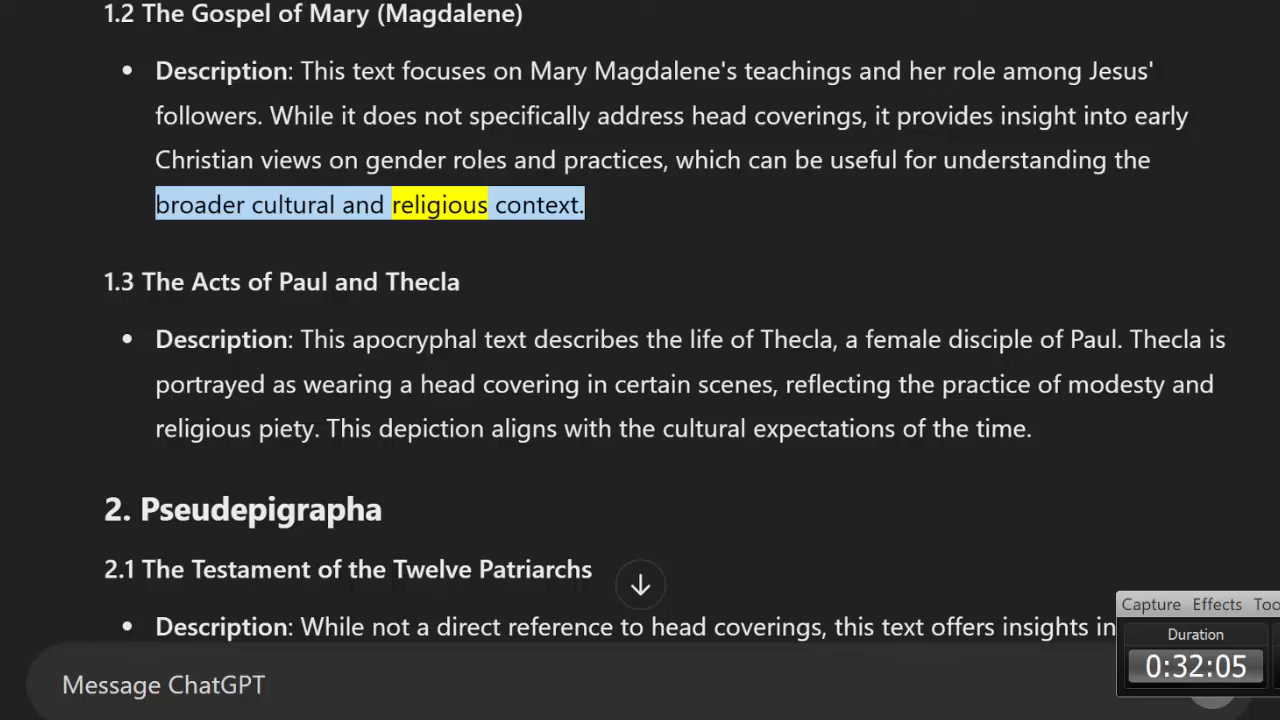 1.2 The Gospel of Mary (Magdalene)
• Description: This text focuses on Mary Magdalene's teachings and her role among Jesus'
followers. While it does not specifically address head coverings, it provides insight into early
Christian views on gender roles and practices, which can be useful for understanding the
broader cultural and religious context.
1.3 The Acts of Paul and Thecla
• Description: This apocryphal text describes the life of Thecla, a female disciple of Paul. Thecla is
portrayed as wearing a head covering in certain scenes, reflecting the practice of modesty and
religious piety. This depiction aligns with the cultural expectations of the time.
2. Pseudepigrapha
2.1 The Testament of the Twelve Patriarchs
• Description: While not a direct reference to head coverings, this text offers insights in
Capture Effects Too
Duration
0:32:05
Message ChatGPT